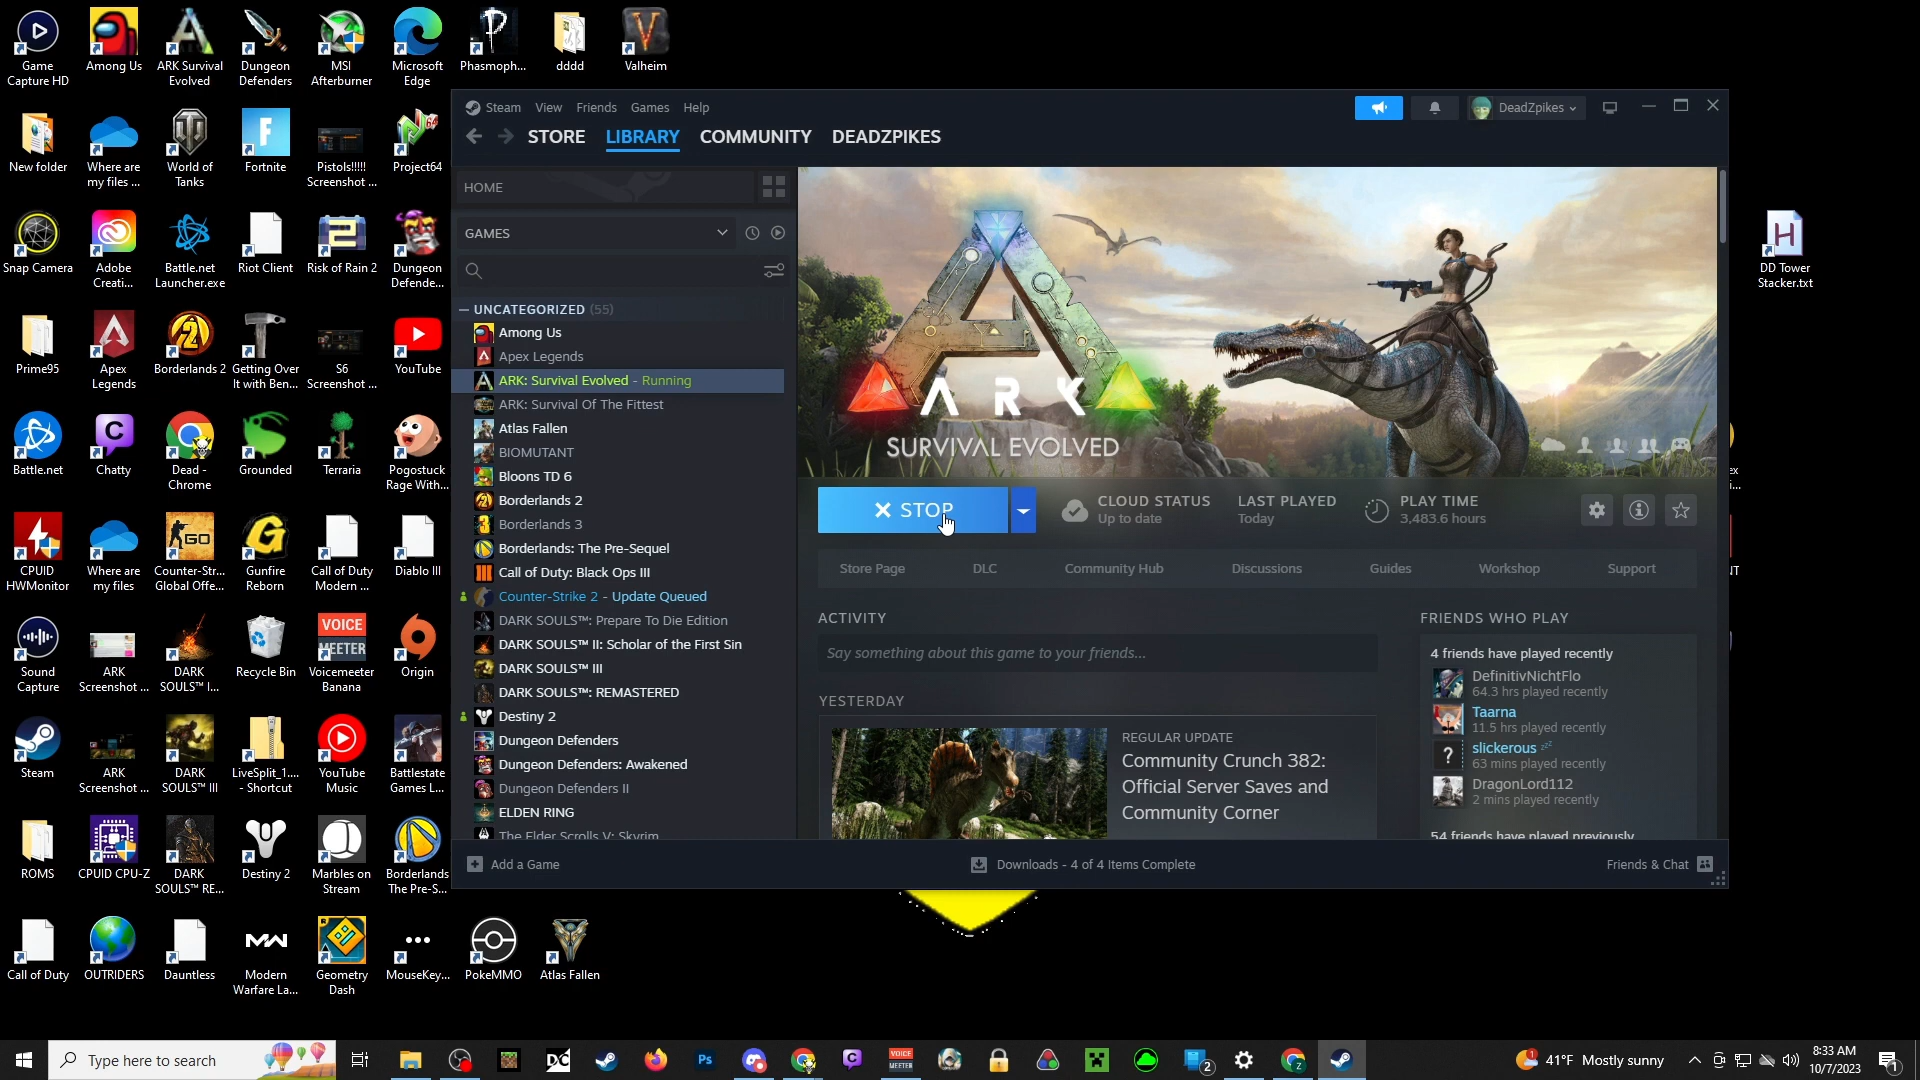 Game
Capture HD
Among Us
ARK Survival
Evolved
Dungeon
Defenders
MSI
Afterburner
Microsoft
Edge
Phasmoph...
dddd
Valheim
New folder
Where are
my files ...
World of
Tanks
Fortnite
Pistols!!!!!
Screenshot ...
Project64
Snap Camera
Adobe
Creati...
Battle.net
Launcher.exe
Riot Client
Risk of Rain 2
Dungeon
Defende...
Prime95
Apex
Legends
Borderlands 2
Getting Over
It with Ben...
S6
Screenshot ...
YouTube
Battle.net
Chatty
Dead -
Chrome
Grounded
Terraria
Pogostuck
Rage With...
CPUID
HWMonitor
Where are
my files
GO
Counter-Str...
Global Offe...
Gunfire
Reborn
Call of Duty
Modern ...
Diablo III
Sound
Capture
ARK
Screenshot ...
DARK
SOULS™ I...
Recycle Bin
VOICE
MEETER
Voicemeeter
Banana
Origin
Steam
ARK
Screenshot ...
DARK
SOULS™ III
LiveSplit_1....
- Shortcut
YouTube
Music
Battlestate
Games L...
ROMS
CPUID CPU-Z
DARK
SOULS™ RE...
Destiny 2
Marbles on
Stream
Borderlands
The Pre-S...
Call of Duty
OUTRIDERS
Dauntless
Modern
Warfare La...
Geometry
Dash
MouseKey...
PokeMMO
Atlas Fallen
DD Tower
Stacker.txt
Steam View Friends Games Help
DeadZpikes
STORE LIBRARY COMMUNITY DEADZPIKES
HOME
GAMES
UNCATEGORIZED (55)
Among Us
Apex Legends
ARK: Survival Evolved - Running
ARK: Survival Of The Fittest
Atlas Fallen
BIOMUTANT
Bloons TD 6
Borderlands 2
Borderlands 3
Borderlands: The Pre-Sequel
Call of Duty: Black Ops III
Counter-Strike 2 - Update Queued
DARK SOULS™: Prepare To Die Edition
DARK SOULS™ II: Scholar of the First Sin
DARK SOULS™ III
DARK SOULS™: REMASTERED
Destiny 2
Dungeon Defenders
Dungeon Defenders: Awakened
Dungeon Defenders II
ELDEN RING
The Elder Scrolls V: Skyrim
ARK
SURVIVAL EVOLVED
STOP
CLOUD STATUS
Up to date
LAST PLAYED
Today
PLAY TIME
3,483.6 hours
Store Page DLC Community Hub Discussions Guides Workshop Support
ACTIVITY
Say something about this game to your friends...
YESTERDAY
REGULAR UPDATE
Community Crunch 382:
Official Server Saves and
Community Corner
FRIENDS WHO PLAY
4 friends have played recently
DefinitivNichtFlo
64.3 hrs played recently
Taarna
11.5 hrs played recently
slickerous zzZ
63 mins played recently
DragonLord112
2 mins played recently
54 friends have played previously
Add a Game
Downloads - 4 of 4 Items Complete
Friends & Chat
Type here to search
41°F Mostly sunny
8:33 AM
10/7/2023